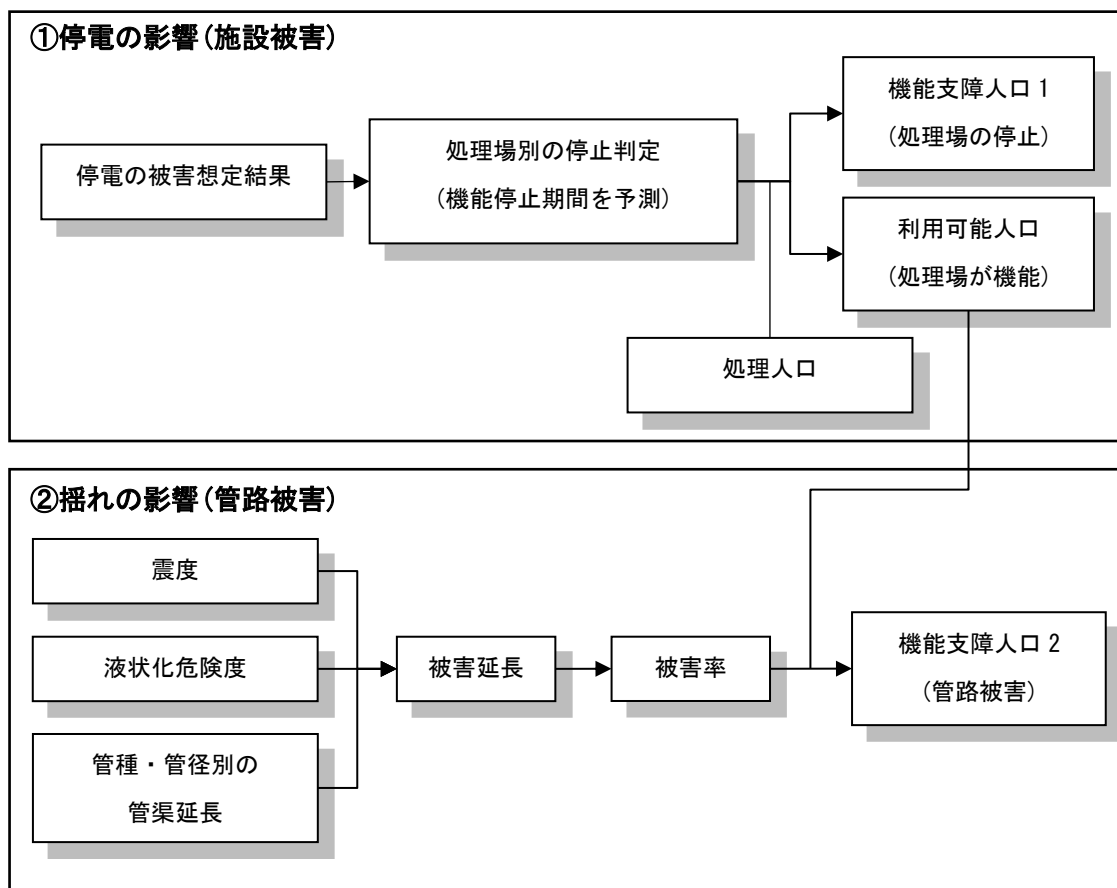 ①停電の影響(施設被害)
停電の被害想定結果
処理場別の停止判定
(機能停止期間を予測)
機能支障人口 1
(処理場の停止)
利用可能人口
(処理場が機能)
処理人口
②揺れの影響(管路被害)
震度
液状化危険度
管種・管径別の
管渠延長
被害延長
被害率
機能支障人口 2
(管路被害)